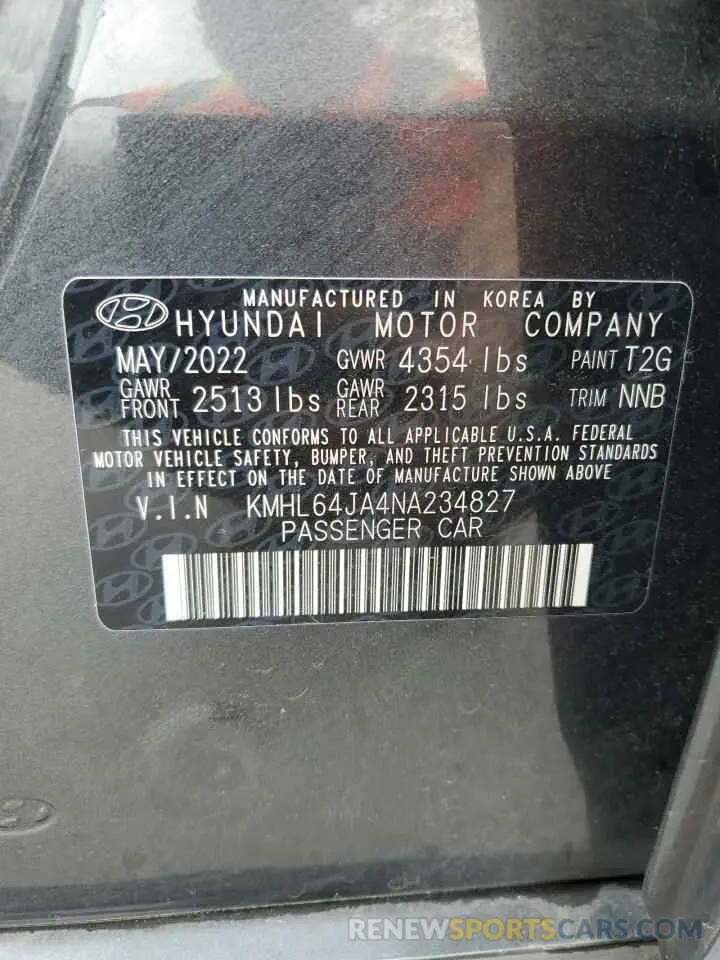 MANUFACTURED IN KOREA BY
HYUNDAI MOTOR COMPANY
MAY/2022 GVWR 4354 lbs PAINT T2G
GAWR FRONT 2513 lbs GAWR REAR 2315 lbs TRIM NNB
THIS VEHICLE CONFORMS TO ALL APPLICABLE U.S.A. FEDERAL
MOTOR VEHICLE SAFETY, BUMPER, AND THEFT PREVENTION STANDARDS
IN EFFECT ON THE DATE OF MANUFACTURE SHOWN ABOVE
V.I.N KMHL64JA4NA234827
PASSENGER CAR
RENEWSPORTSCARS.COM